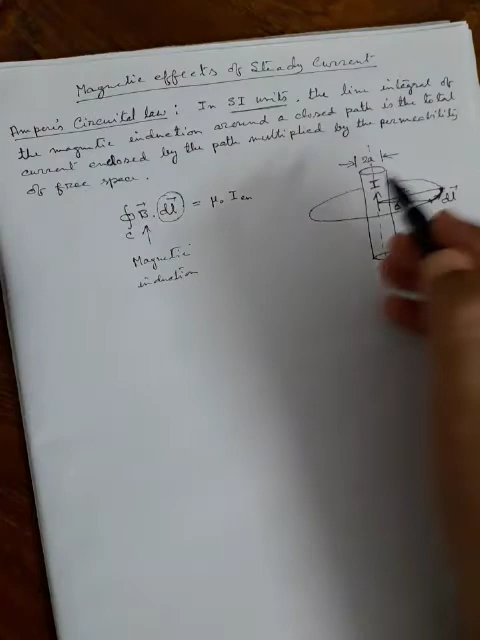 Magnetic effects of Steady Current
Ampere's Circuital law: In SI units, the line integral of
the magnetic induction around a closed path is the total
current enclosed by the path multiplied by the permeability
of free space.
∮ B⃗ . dl⃗ = μ₀ I en
C
Magnetic
induction
2a
I
dl⃗